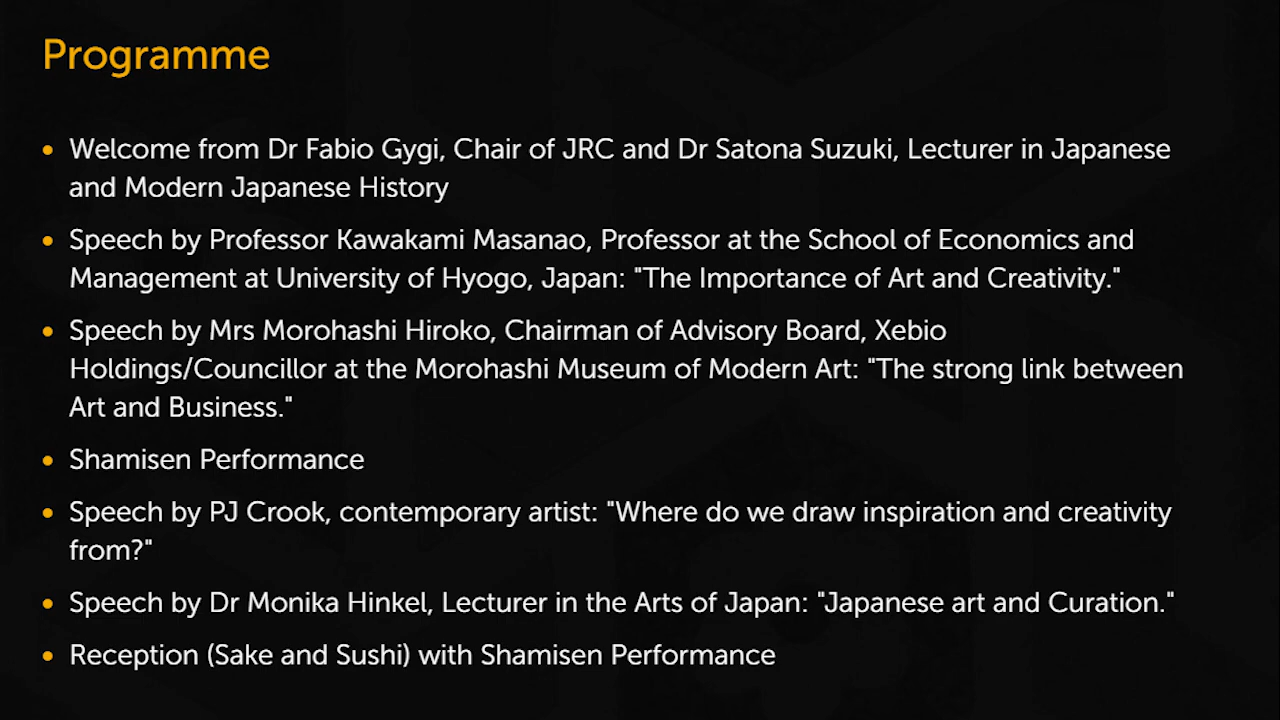 Programme
• Welcome from Dr Fabio Gygi, Chair of JRC and Dr Satona Suzuki, Lecturer in Japanese
and Modern Japanese History
• Speech by Professor Kawakami Masanao, Professor at the School of Economics and
Management at University of Hyogo, Japan: "The Importance of Art and Creativity."
• Speech by Mrs Morohashi Hiroko, Chairman of Advisory Board, Xebio
Holdings/Councillor at the Morohashi Museum of Modern Art: "The strong link between
Art and Business."
• Shamisen Performance
• Speech by PJ Crook, contemporary artist: "Where do we draw inspiration and creativity
from?"
• Speech by Dr Monika Hinkel, Lecturer in the Arts of Japan: "Japanese art and Curation."
• Reception (Sake and Sushi) with Shamisen Performance